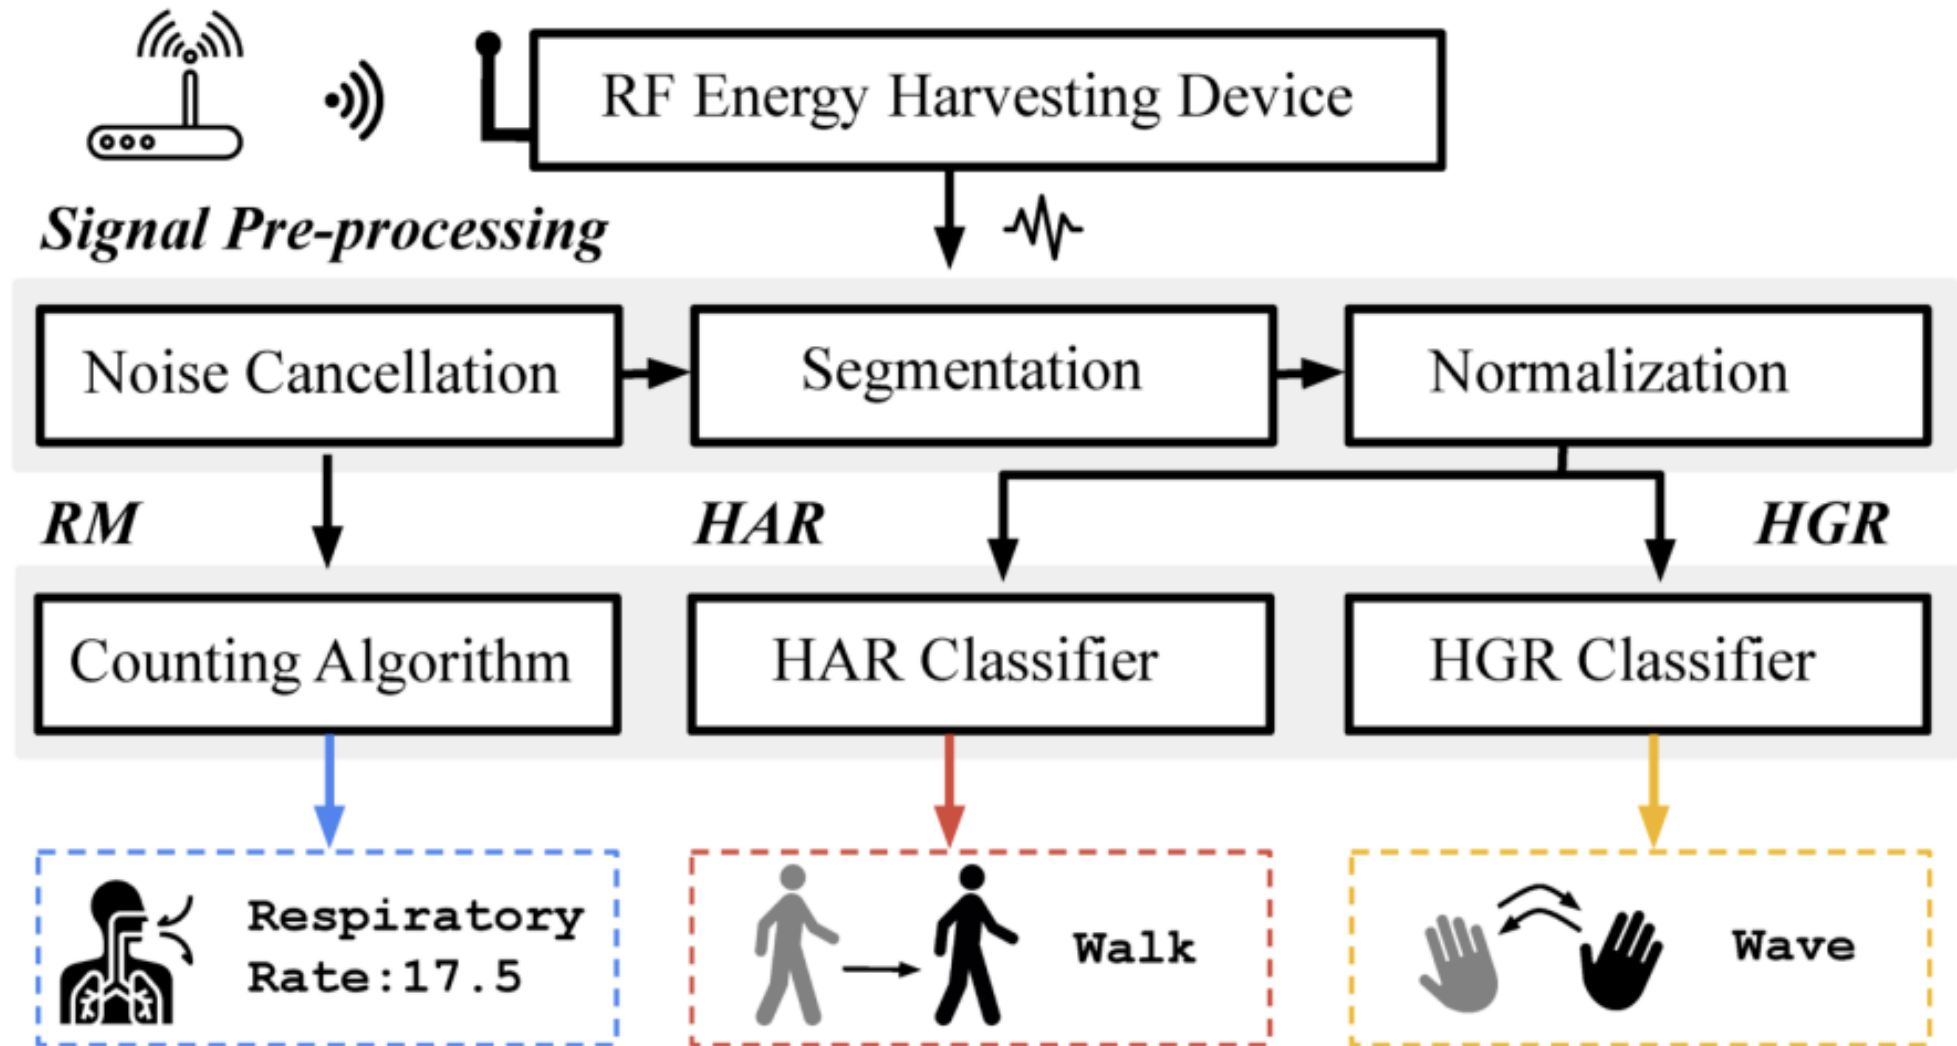 RF Energy Harvesting Device
Signal Pre-processing
Noise Cancellation
Segmentation
Normalization
RM
HAR
HGR
Counting Algorithm
HAR Classifier
HGR Classifier
Respiratory
Rate:17.5
Walk
Wave